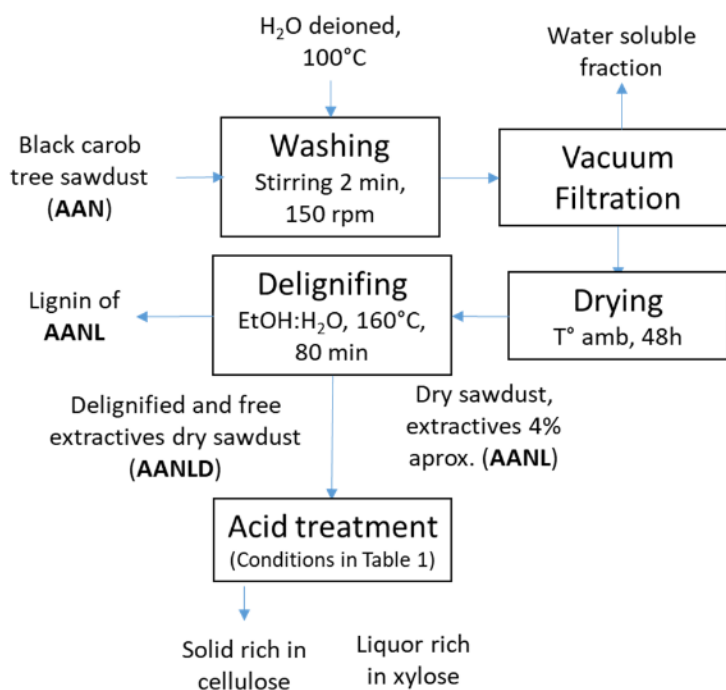 H₂O deioned,
100°C
Water soluble
fraction
Black carob
tree sawdust
(AAN)
Washing
Stirring 2 min,
150 rpm
Vacuum
Filtration
Lignin of
AANL
Delignifing
EtOH:H₂O, 160°C,
80 min
Drying
T° amb, 48h
Delignified and free
extractives dry sawdust
(AANLD)
Dry sawdust,
extractives 4%
aprox. (AANL)
Acid treatment
(Conditions in Table 1)
Solid rich in
cellulose
Liquor rich
in xylose